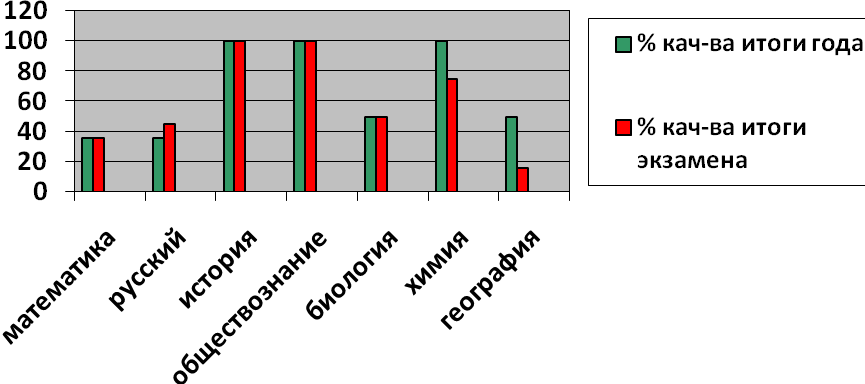 120
100
80
60
40
20
0
математика
русский
история
обществознание
биология
химия
география
% кач-ва итоги года
% кач-ва итоги
экзамена